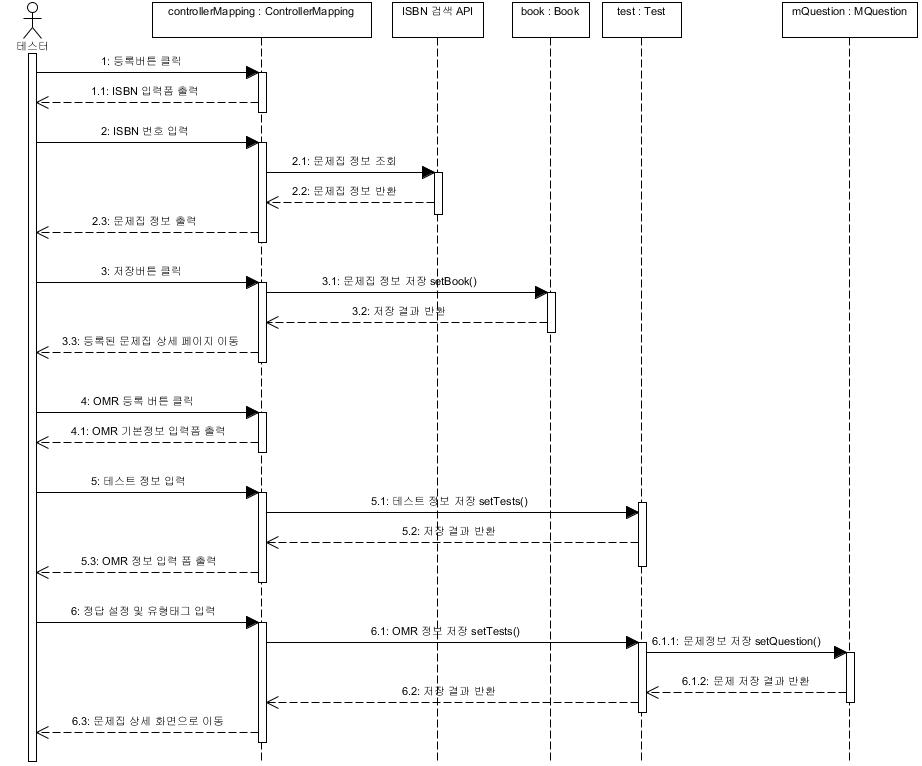 controllerMapping : ControllerMapping
ISBN 검색 API
book : Book
test : Test
mQuestion : MQuestion
테스터
1: 등록버튼 클릭
1.1: ISBN 입력폼 출력
2: ISBN 번호 입력
2.1: 문제집 정보 조회
2.2: 문제집 정보 반환
2.3: 문제집 정보 출력
3: 저장버튼 클릭
3.1: 문제집 정보 저장 setBook()
3.2: 저장 결과 반환
3.3: 등록된 문제집 상세 페이지 이동
4: OMR 등록 버튼 클릭
4.1: OMR 기본정보 입력폼 출력
5: 테스트 정보 입력
5.1: 테스트 정보 저장 setTests()
5.2: 저장 결과 반환
5.3: OMR 정보 입력 폼 출력
6: 정답 설정 및 유형태그 입력
6.1: OMR 정보 저장 setTests()
6.1.1: 문제정보 저장 setQuestion()
6.1.2: 문제 저장 결과 반환
6.2: 저장 결과 반환
6.3: 문제집 상세 화면으로 이동